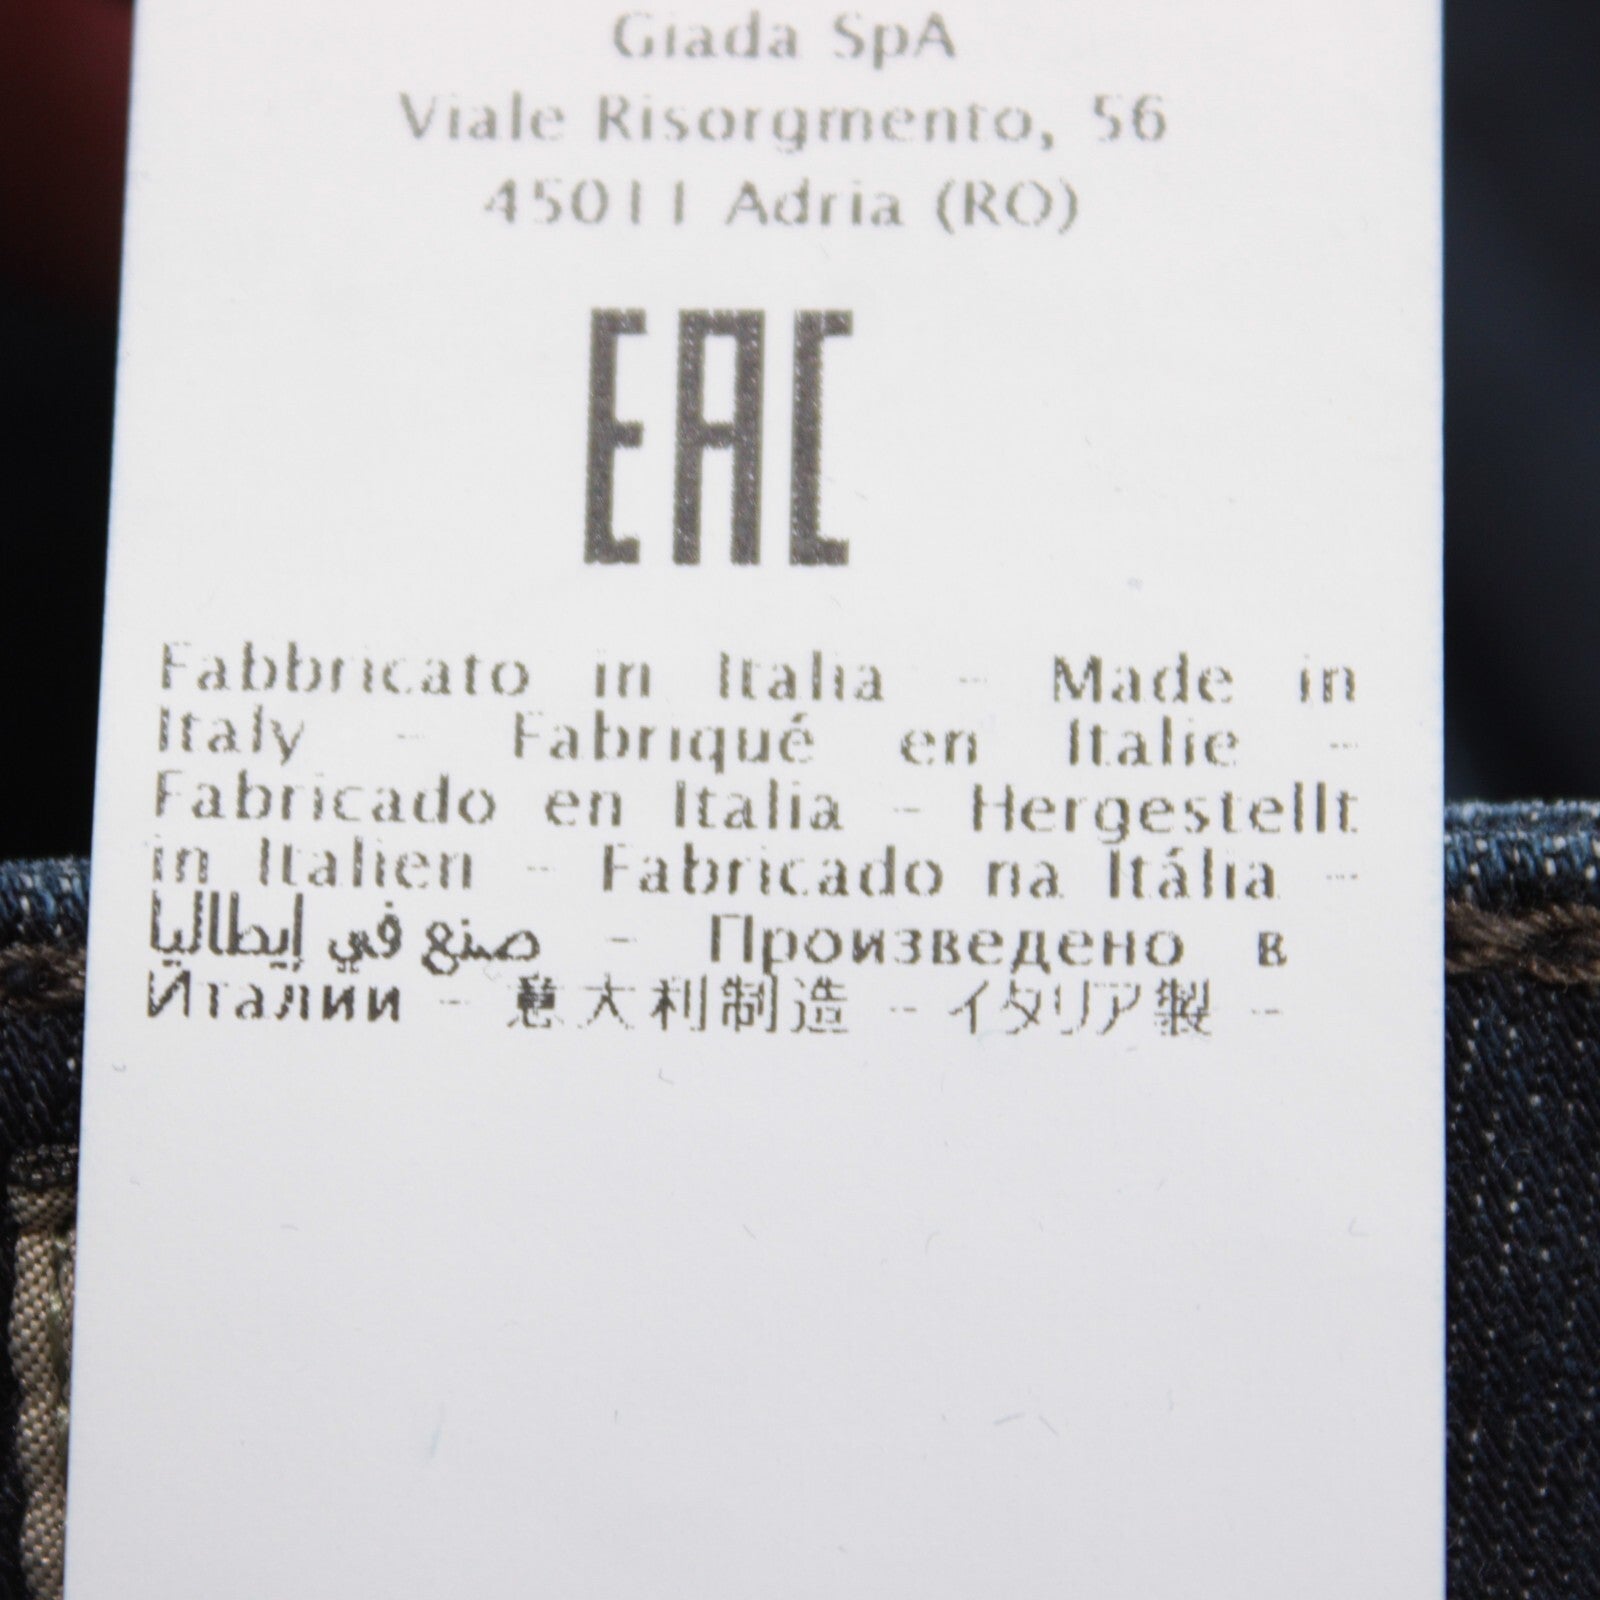 Giada SpA
Viale Risorgmento, 56
45011 Adria (RO)
EAC
Fabbricato in Italia - Made in
Italy - Fabriqué en Italie -
Fabricado en Italia - Hergestellt
in Italien - Fabricado na Itália -
صنع في إيطاليا - Произведено в
Италии - 意大利制造 - イタリア製 -